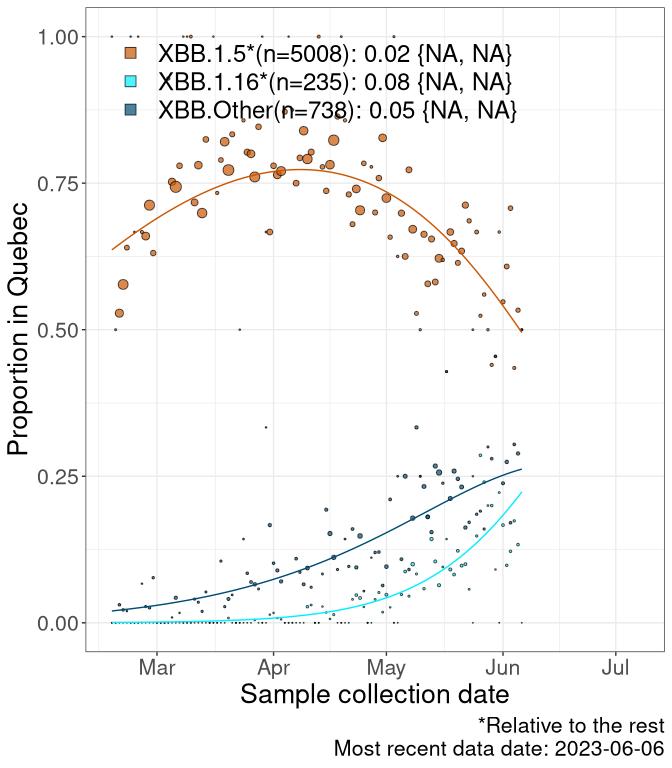 1.00
0.75
0.50
0.25
0.00
Proportion in Quebec
XBB.1.5*(n=5008): 0.02 {NA, NA}
XBB.1.16*(n=235): 0.08 {NA, NA}
XBB.Other(n=738): 0.05 {NA, NA}
Mar Apr May Jun Jul
Sample collection date
*Relative to the rest
Most recent data date: 2023-06-06